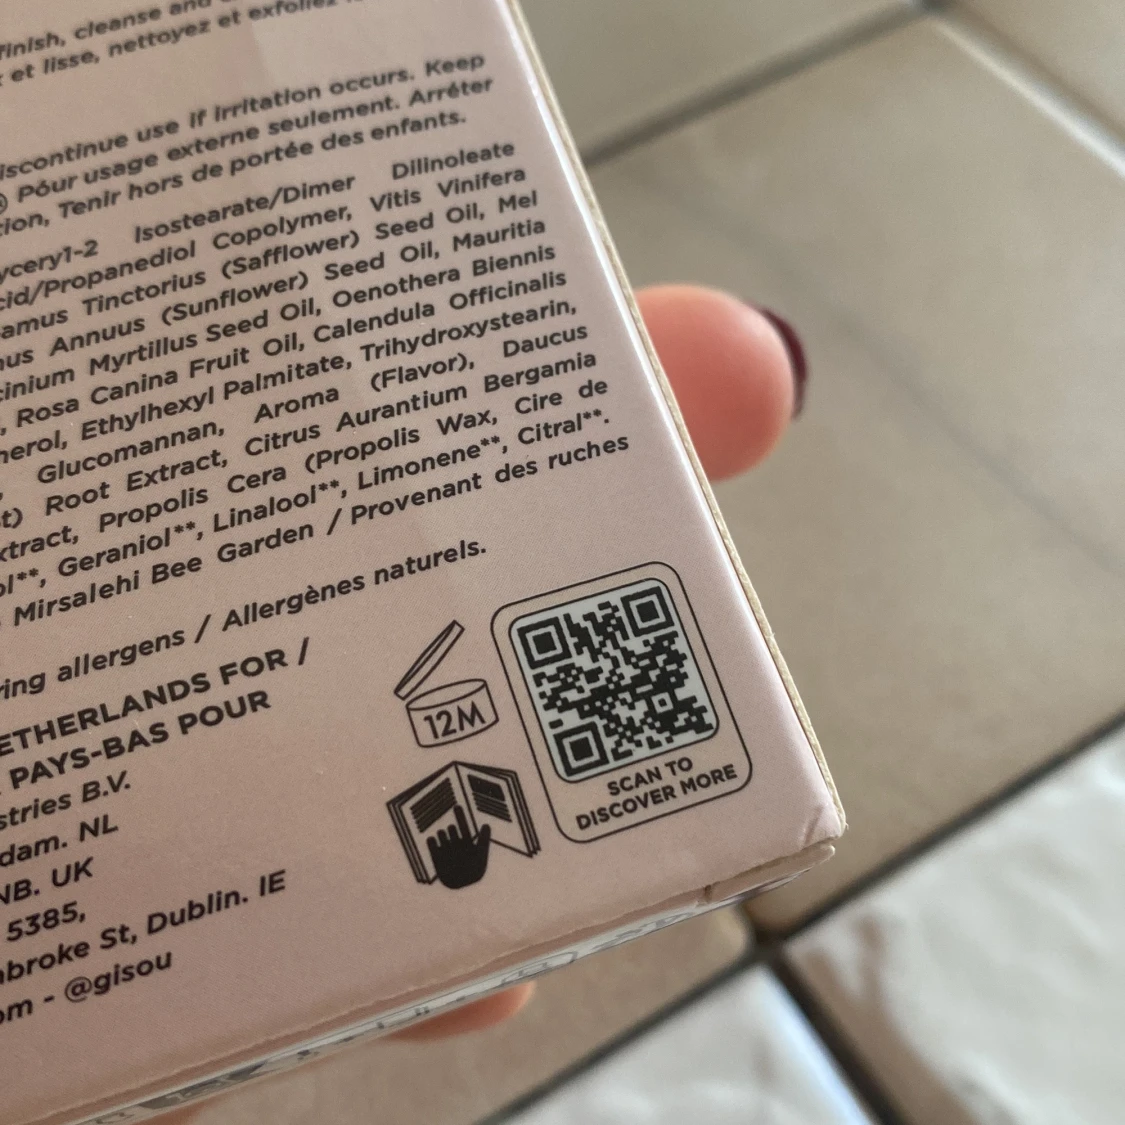 finish, cleanse and
et lisse, nettoyez et exfoliez
discontinue use if irritation occurs. Keep
Póur usage externe seulement. Arrêter
tion, Tenir hors de portée des enfants.
ycery1-2 Isostearate/Dimer Dilinoleate
cid/Propanediol Copolymer, Vitis Vinifera
amus Tinctorius (Safflower) Seed Oil, Mel
us Annuus (Sunflower) Seed Oil, Mauritia
cinium Myrtillus Seed Oil, Oenothera Biennis
, Rosa Canina Fruit Oil, Calendula Officinalis
herol, Ethylhexyl Palmitate, Trihydroxystearin,
, Glucomannan, Aroma (Flavor), Daucus
t) Root Extract, Citrus Aurantium Bergamia
xtract, Propolis Cera (Propolis Wax, Cire de
ol**, Geraniol**, Linalool**, Limonene**, Citral**.
Mirsalehi Bee Garden / Provenant des ruches
ring allergens / Allergènes naturels.
ETHERLANDS FOR /
PAYS-BAS POUR
stries B.V.
dam. NL
NB. UK
5385,
mbroke St, Dublin. IE
om - @gisou
12M
SCAN TO
DISCOVER MORE